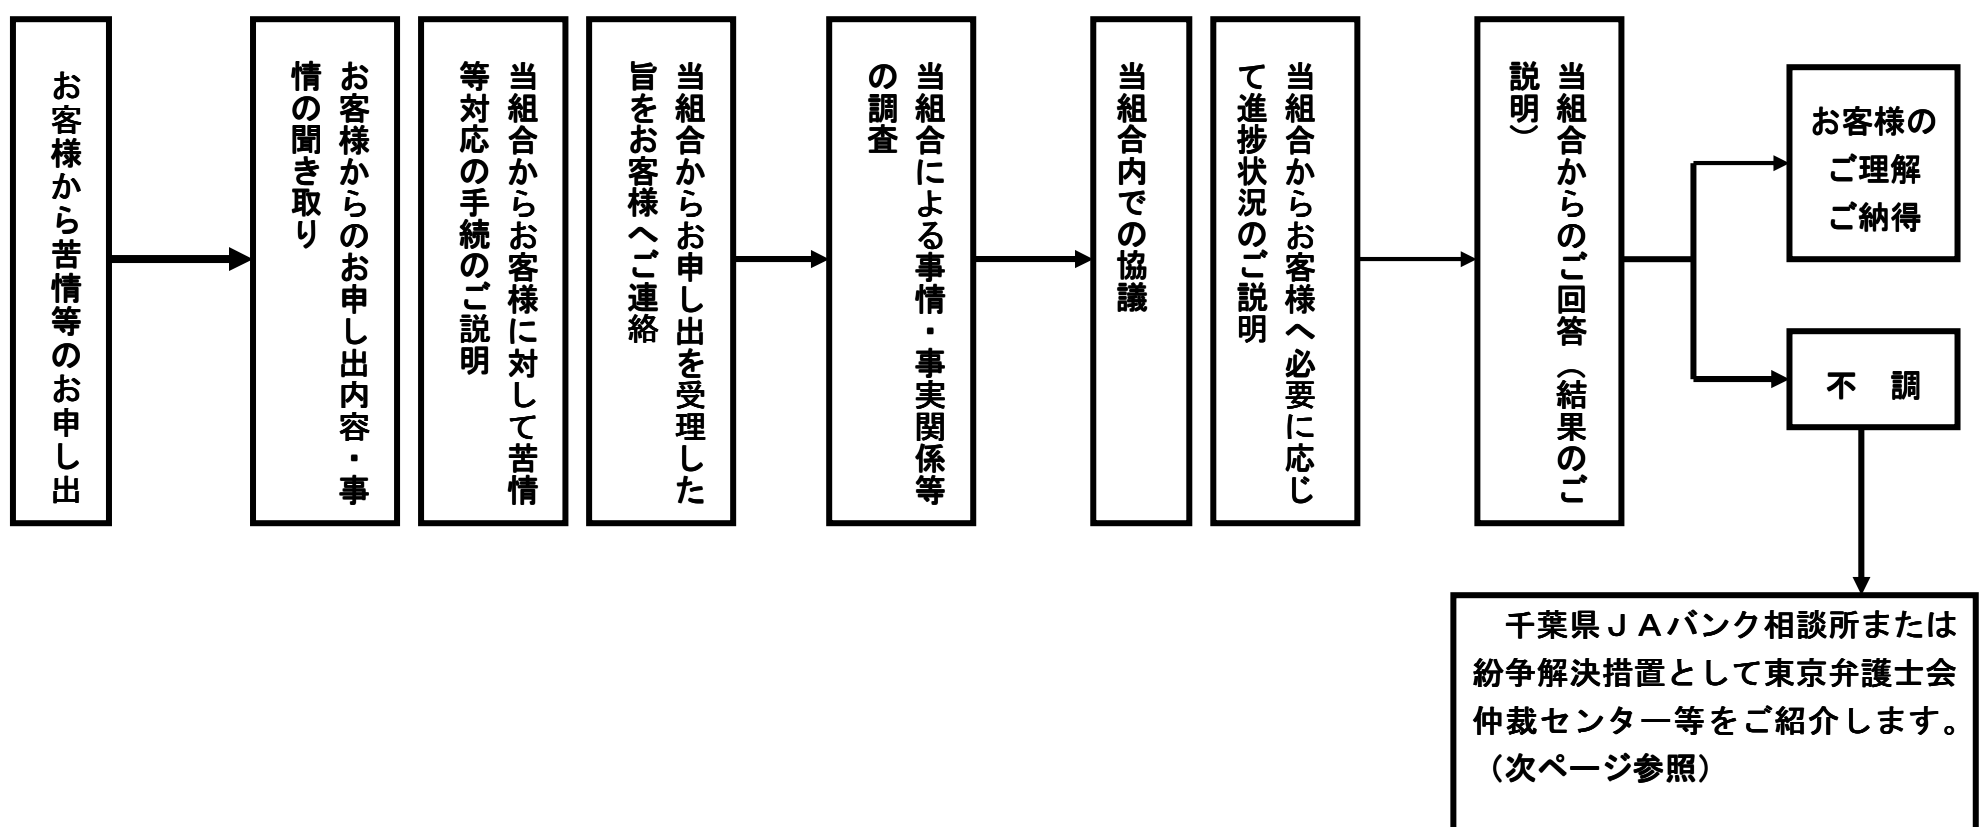 お客様から苦情等のお申し出
お客様からのお申し出内容・事
情の聞き取り
当組合からお客様に対して苦情
等対応の手続のご説明
当組合からお申し出を受理した
旨をお客様へご連絡
当組合による事情・事実関係等
の調査
当組合内での協議
当組合からお客様へ必要に応じ
て進捗状況のご説明
当組合からのご回答（結果のご
説明）
お客様の
ご理解
ご納得
不　調
千葉県ＪＡバンク相談所または
紛争解決措置として東京弁護士会
仲裁センター等をご紹介します。
（次ページ参照）